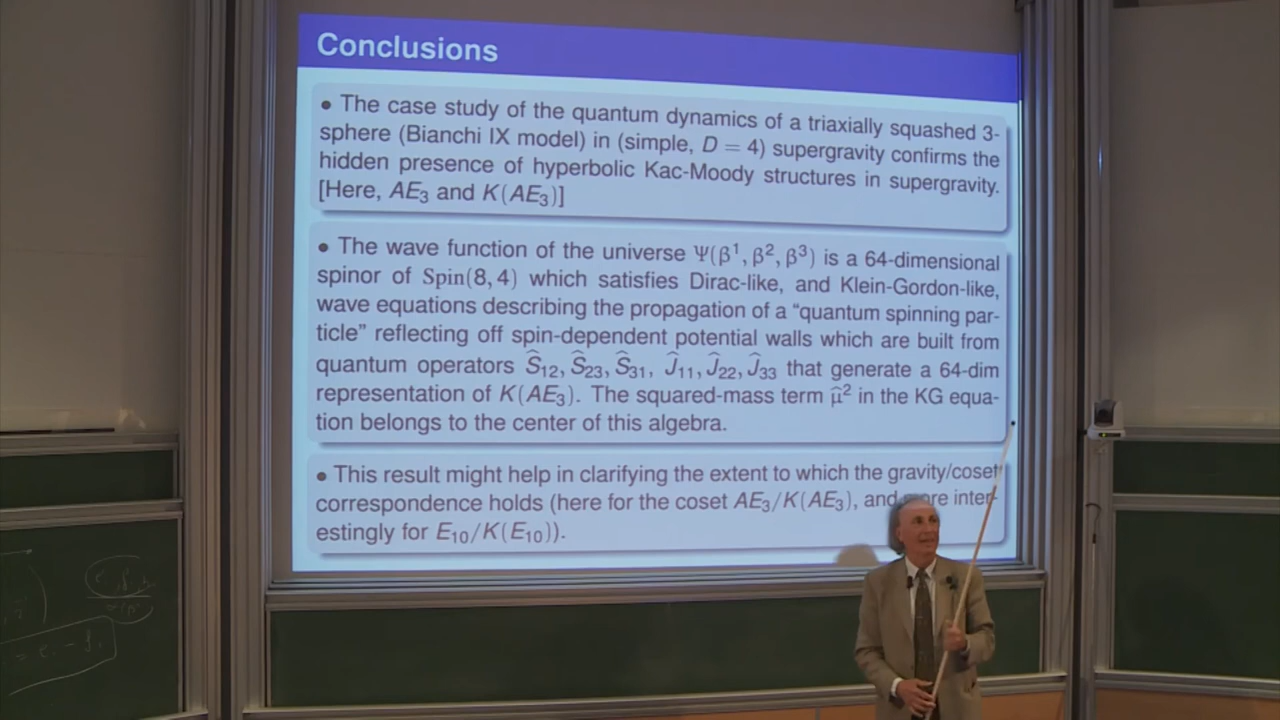 Conclusions
• The case study of the quantum dynamics of a triaxially squashed 3-
sphere (Bianchi IX model) in (simple, D = 4) supergravity confirms the
hidden presence of hyperbolic Kac-Moody structures in supergravity.
[Here, AE₃ and K(AE₃)]
• The wave function of the universe Ψ(β¹, β², β³) is a 64-dimensional
spinor of Spin(8, 4) which satisfies Dirac-like, and Klein-Gordon-like,
wave equations describing the propagation of a “quantum spinning par-
ticle” reflecting off spin-dependent potential walls which are built from
quantum operators Ŝ₁₂, Ŝ₂₃, Ŝ₃₁, Ĵ₁₁, Ĵ₂₂, Ĵ₃₃ that generate a 64-dim
representation of K(AE₃). The squared-mass term μ̂² in the KG equa-
tion belongs to the center of this algebra.
• This result might help in clarifying the extent to which the gravity/coset
correspondence holds (here for the coset AE₃/K(AE₃), and more inter-
estingly for E₁₀/K(E₁₀)).